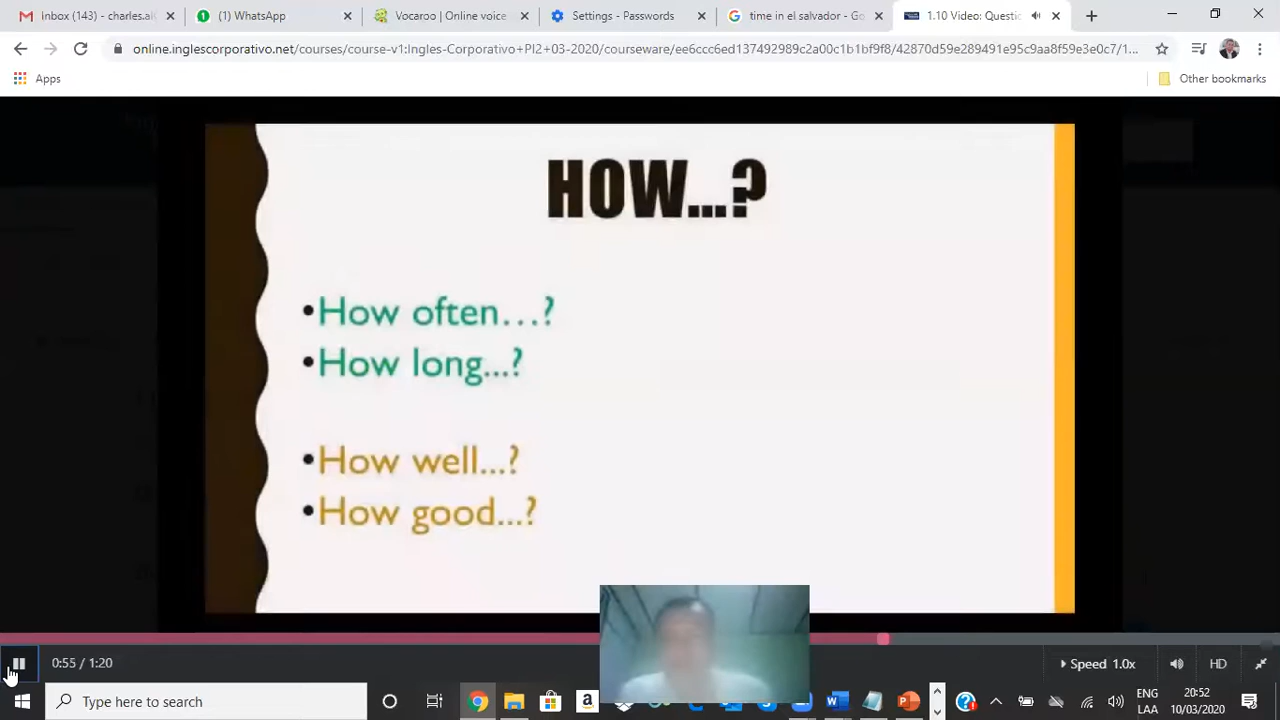 Inbox (143) - charles.al
(1) WhatsApp
Vocaroo | Online voice
Settings - Passwords
time in el salvador - Go
1.10 Video: Questi
online.inglescorporativo.net/courses/course-v1:Ingles-Corporativo+PI2+03-2020/courseware/ee6ccc6ed137492989c2a00c1b1bf9f8/42870d59e289491e95c9aa8f59e3e0c7/1...
Apps
Other bookmarks
HOW...?
•How often...?
•How long...?
•How well...?
•How good...?
0:55 / 1:20
Speed 1.0x
HD
Type here to search
ENG
LAA
20:52
10/03/2020